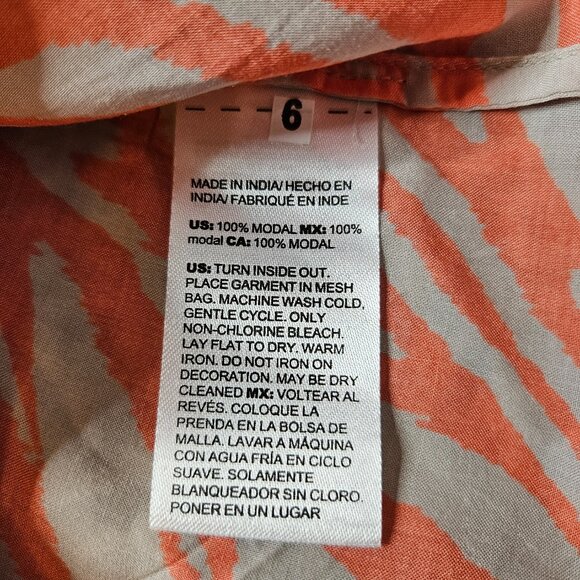 6
MADE IN INDIA/ HECHO EN
INDIA/ FABRIQUÉ EN INDE
US: 100% MODAL MX: 100%
modal CA: 100% MODAL
US: TURN INSIDE OUT.
PLACE GARMENT IN MESH
BAG. MACHINE WASH COLD,
GENTLE CYCLE. ONLY
NON-CHLORINE BLEACH.
LAY FLAT TO DRY. WARM
IRON. DO NOT IRON ON
DECORATION. MAY BE DRY
CLEANED MX: VOLTEAR AL
REVÉS. COLOQUE LA
PRENDA EN LA BOLSA DE
MALLA. LAVAR A MÁQUINA
CON AGUA FRÍA EN CICLO
SUAVE. SOLAMENTE
BLANQUEADOR SIN CLORO.
PONER EN UN LUGAR